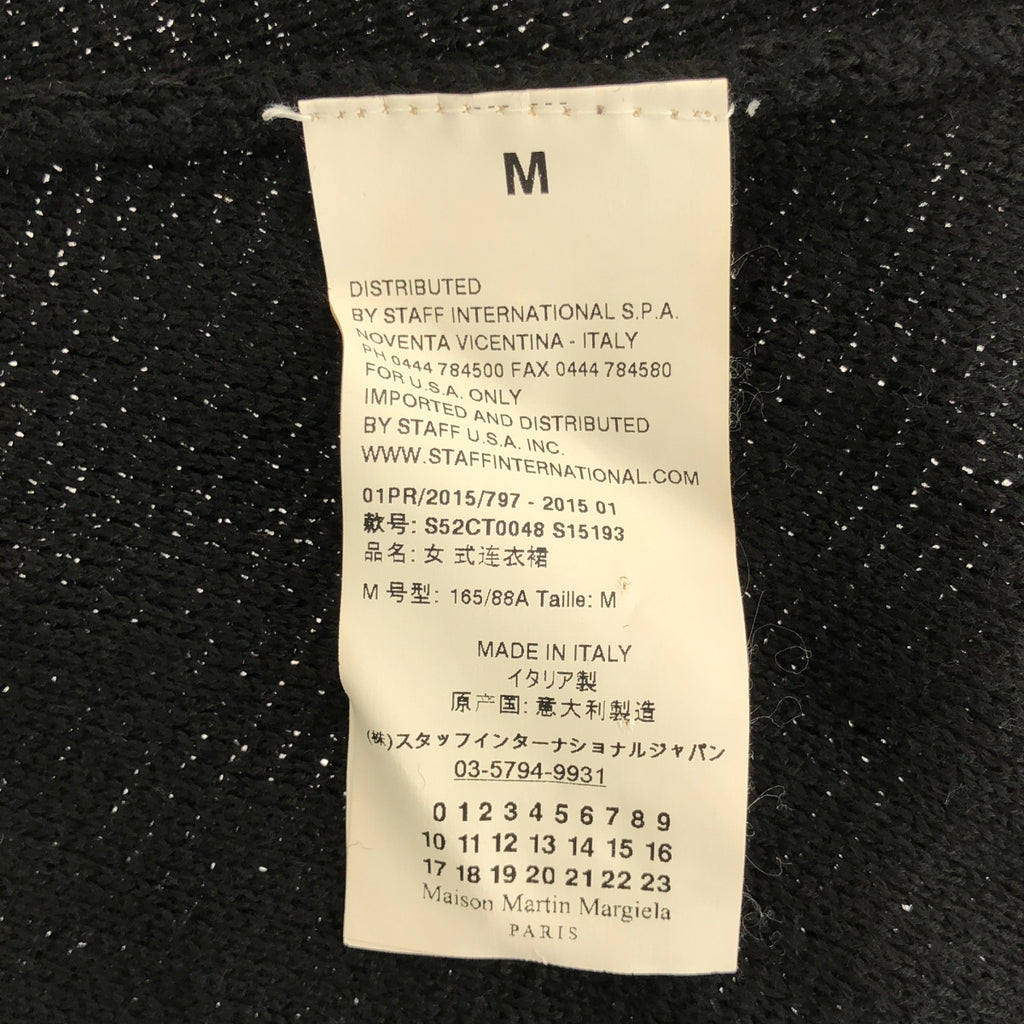 M
DISTRIBUTED
BY STAFF INTERNATIONAL S.P.A.
NOVENTA VICENTINA - ITALY
PH 0444 784500 FAX 0444 784580
FOR U.S.A. ONLY
IMPORTED AND DISTRIBUTED
BY STAFF U.S.A. INC.
WWW.STAFFINTERNATIONAL.COM
01PR/2015/797 - 2015 01
款号: S52CT0048 S15193
品名: 女 式连衣裙
M 号型: 165/88A Taille: M
MADE IN ITALY
イタリア製
原产国: 意大利製造
(株)スタッフインターナショナルジャパン
03-5794-9931
0 1 2 3 4 5 6 7 8 9
10 11 12 13 14 15 16
17 18 19 20 21 22 23
Maison Martin Margiela
PARIS